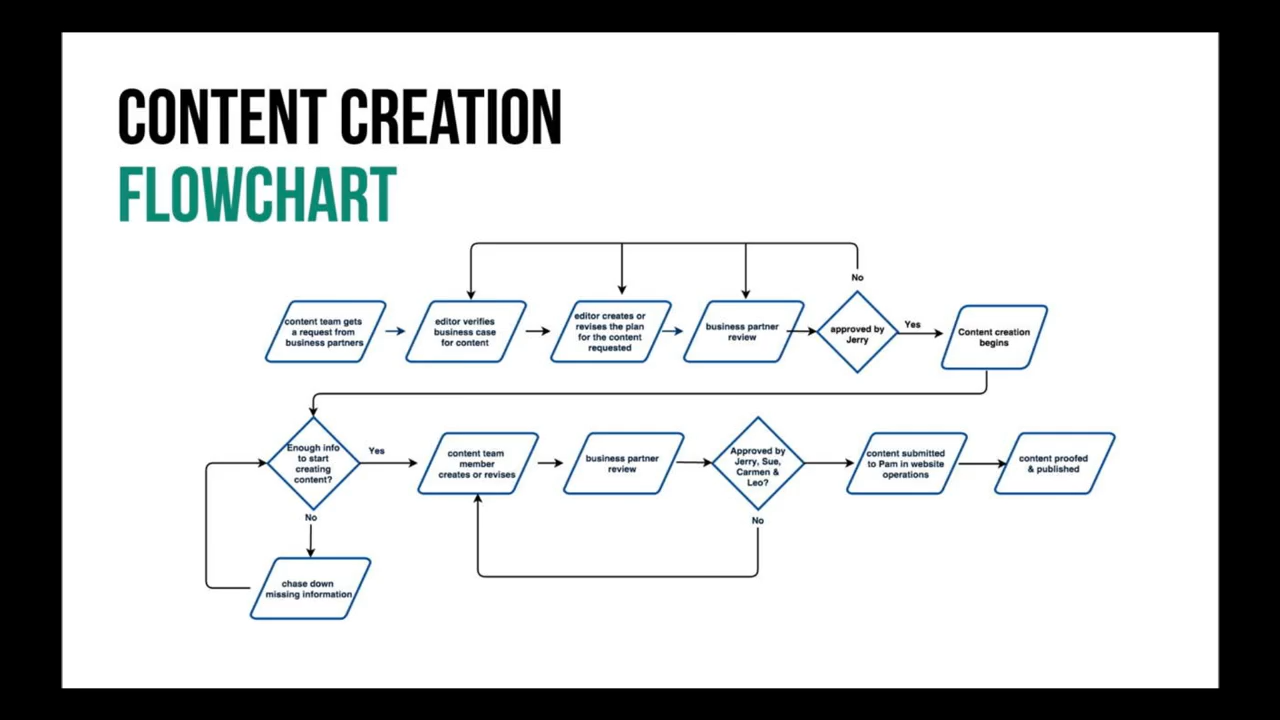 CONTENT CREATION
FLOWCHART
No
content team gets
a request from
business partners
editor verifies
business case
for content
editor creates or
revises the plan
for the content
requested
business partner
review
approved by
Jerry
Yes
Content creation
begins
Enough info
to start
creating
content?
Yes
content team
member
creates or revises
business partner
review
Approved by
Jerry, Sue,
Carmen &
Leo?
content submitted
to Pam in website
operations
content proofed
& published
No
No
chase down
missing information